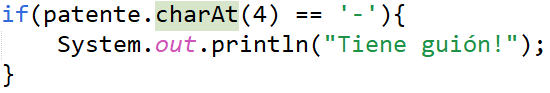 if(patente.charAt(4) == '-'){
    System.out.println("Tiene guión!");
}